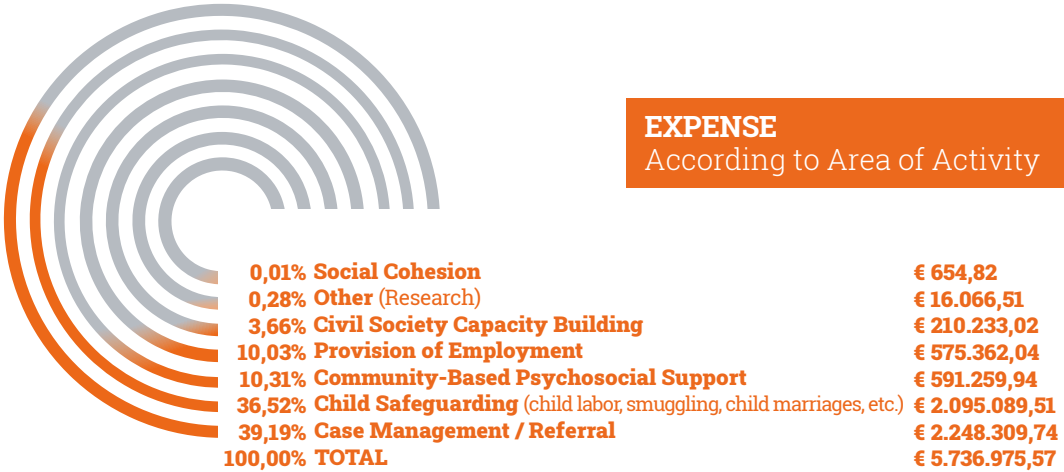 EXPENSE
According to Area of Activity
0,01% Social Cohesion € 654,82
0,28% Other (Research) € 16.066,51
3,66% Civil Society Capacity Building € 210.233,02
10,03% Provision of Employment € 575.362,04
10,31% Community-Based Psychosocial Support € 591.259,94
36,52% Child Safeguarding (child labor, smuggling, child marriages, etc.) € 2.095.089,51
39,19% Case Management / Referral € 2.248.309,74
100,00% TOTAL € 5.736.975,57